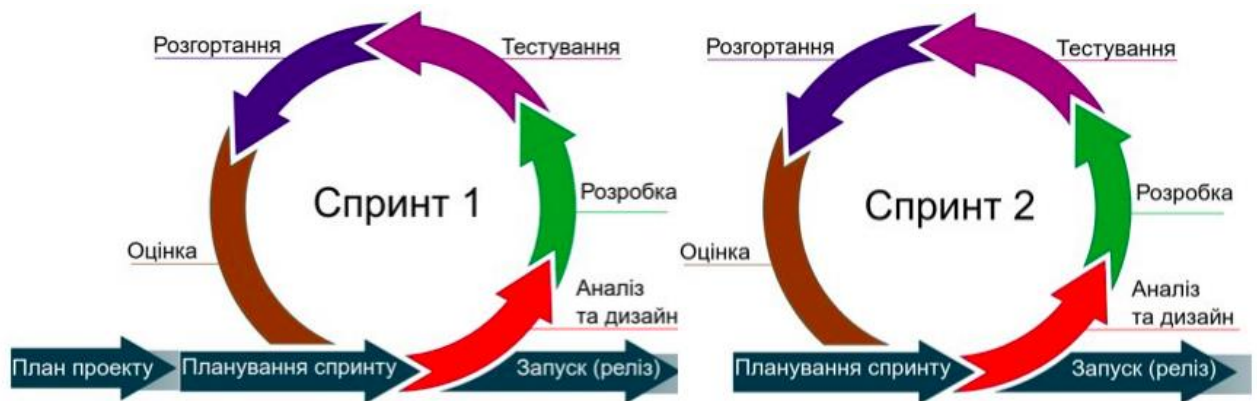 Розгортання
Тестування
Спринт 1
Розробка
Оцінка
Аналіз
та дизайн
План проекту
Планування спринту
Запуск (реліз)
Розгортання
Тестування
Спринт 2
Розробка
Оцінка
Аналіз
та дизайн
Планування спринту
Запуск (реліз)